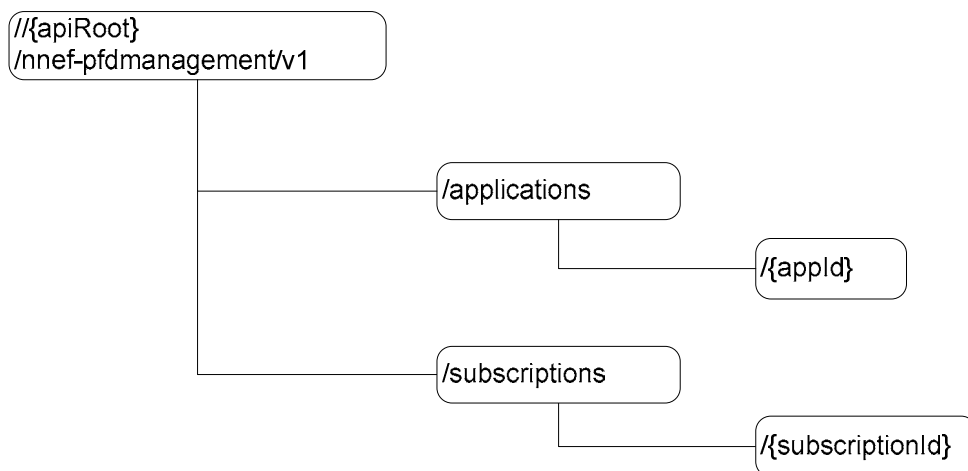 //{apiRoot}
/nnef-pfdmanagement/v1
/applications
/{appId}
/subscriptions
/{subscriptionId}